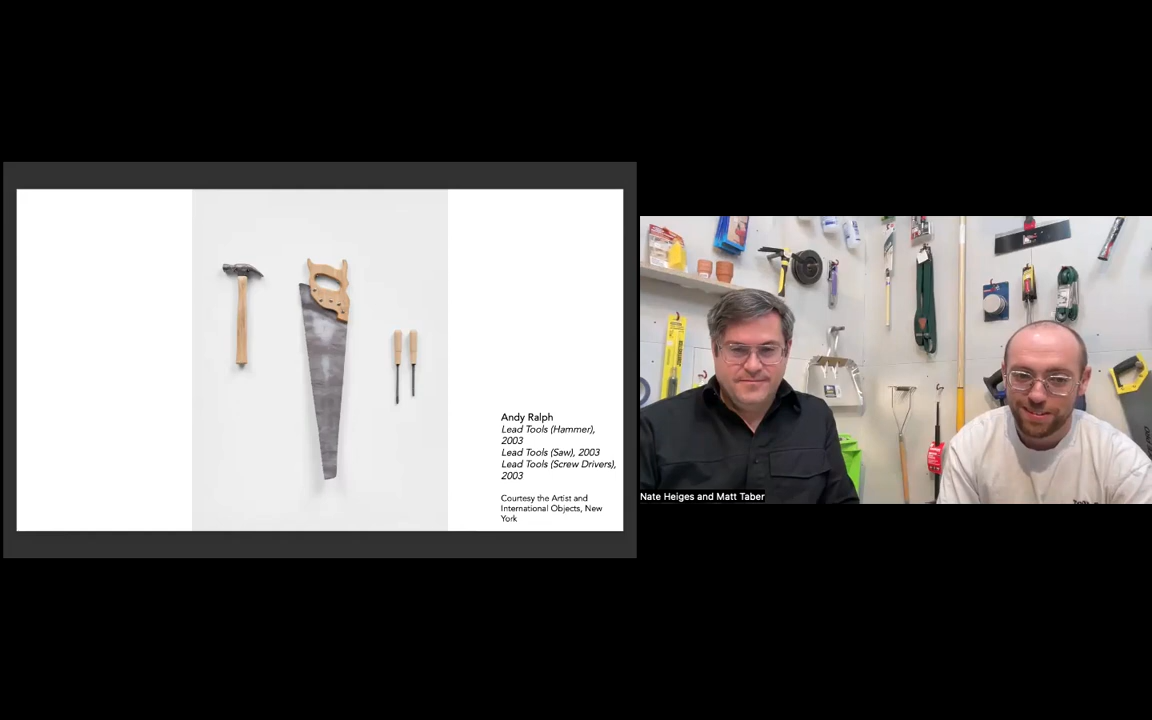 Andy Ralph
Lead Tools (Hammer),
2003
Lead Tools (Saw), 2003
Lead Tools (Screw Drivers),
2003
Courtesy the Artist and
International Objects, New
York
Nate Heiges and Matt Taber